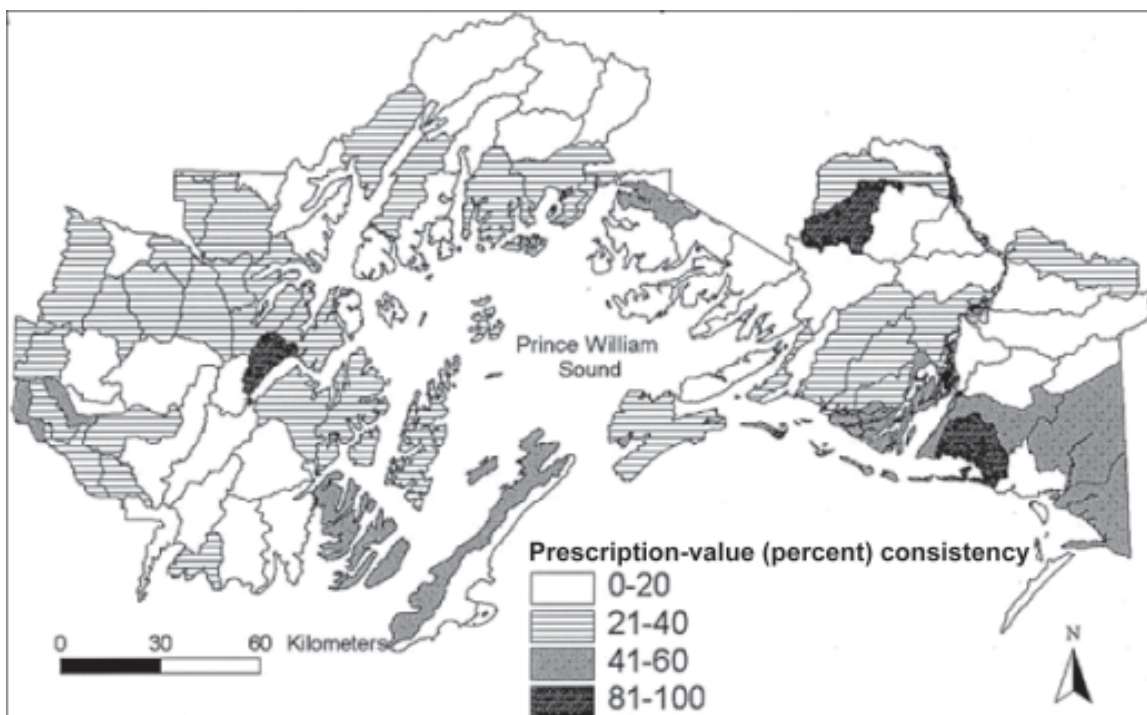 Prince William
Sound
Prescription-value (percent) consistency
0-20
21-40
41-60
81-100
0 30 60
Kilometers
N